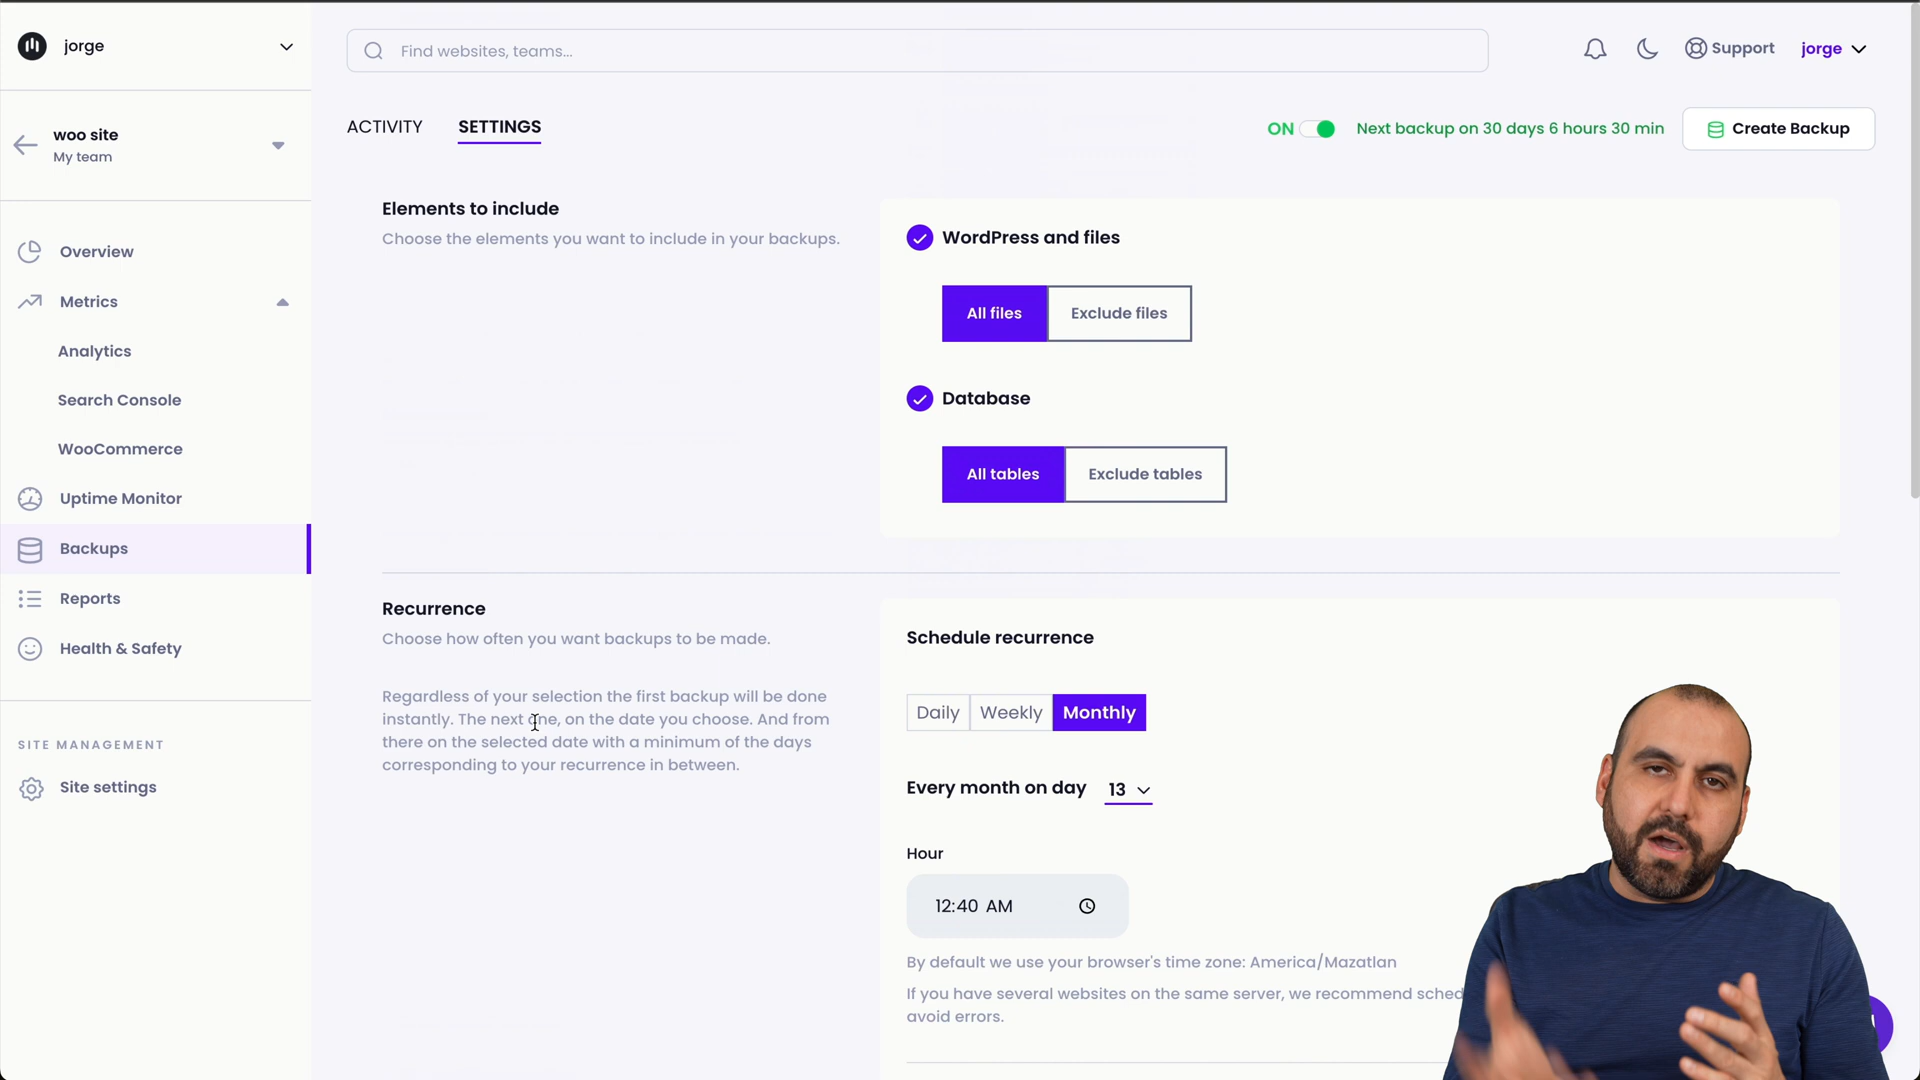 jorge
Find websites, teams...
Support
jorge
woo site
My team
ACTIVITY
SETTINGS
ON
Next backup on 30 days 6 hours 30 min
Create Backup
Overview
Metrics
Analytics
Search Console
WooCommerce
Uptime Monitor
Backups
Reports
Health & Safety
SITE MANAGEMENT
Site settings
Elements to include
Choose the elements you want to include in your backups.
WordPress and files
All files
Exclude files
Database
All tables
Exclude tables
Recurrence
Choose how often you want backups to be made.
Regardless of your selection the first backup will be done
instantly. The next one, on the date you choose. And from
there on the selected date with a minimum of the days
corresponding to your recurrence in between.
Schedule recurrence
Daily
Weekly
Monthly
Every month on day 13
Hour
12:40 AM
By default we use your browser's time zone: America/Mazatlan
If you have several websites on the same server, we recommend
avoid errors.